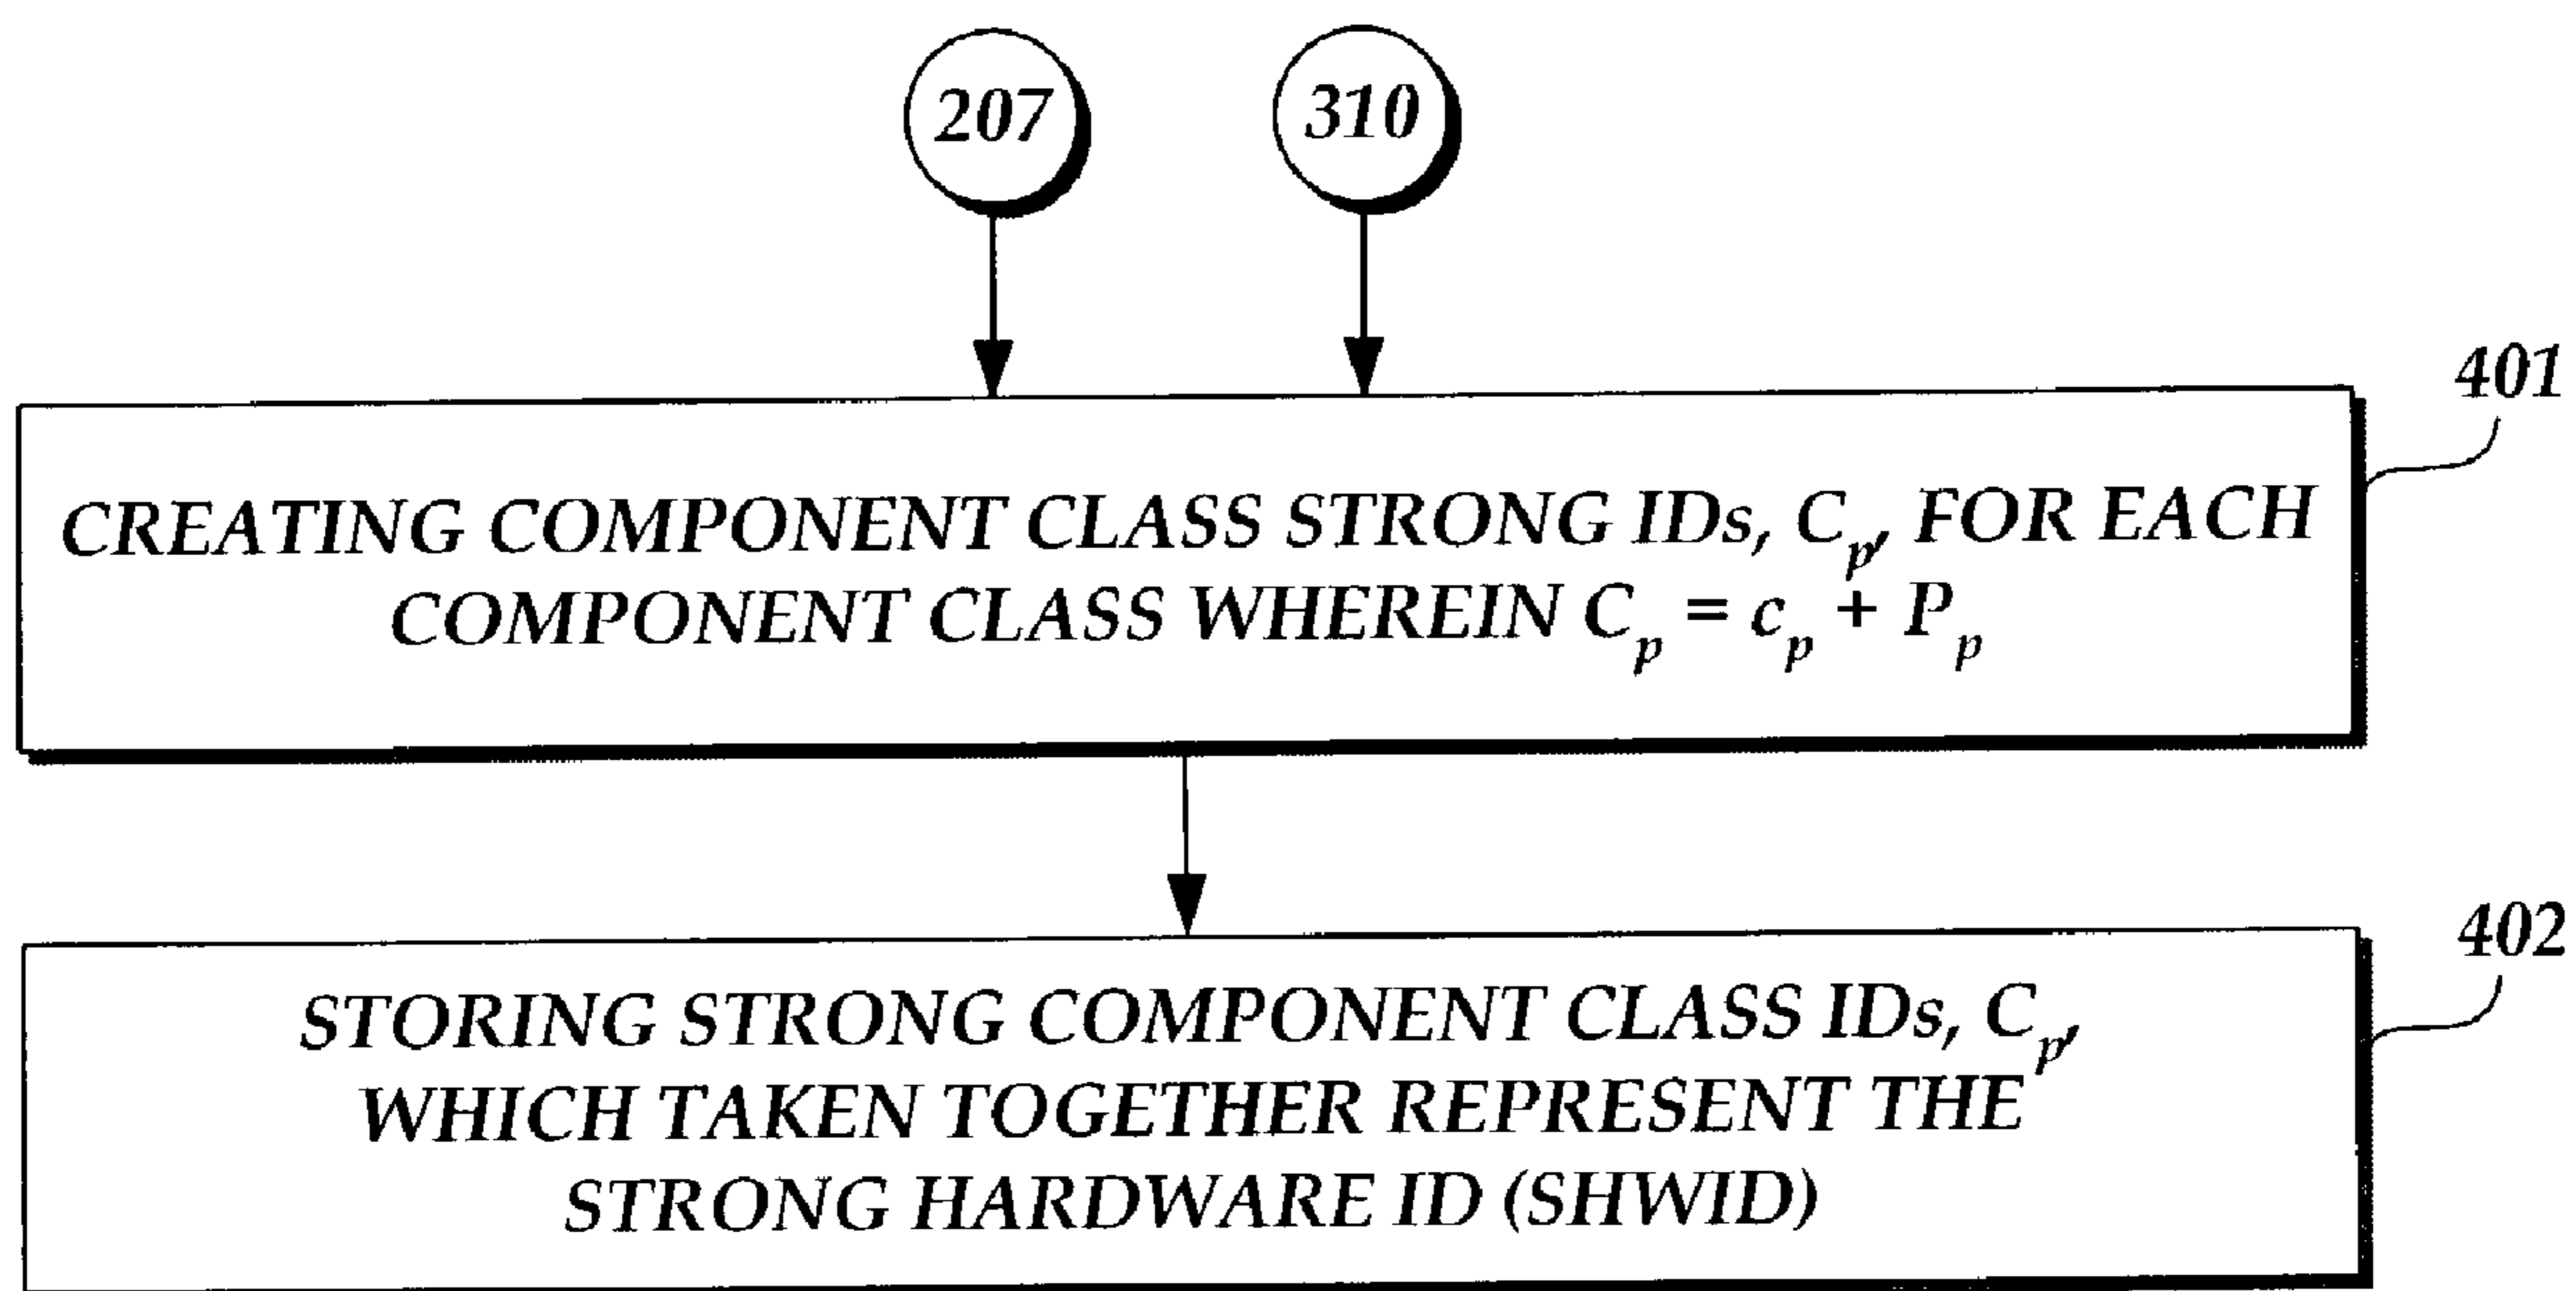 207
310
401
CREATING COMPONENT CLASS STRONG IDs, Cₚ, FOR EACH
COMPONENT CLASS WHEREIN Cₚ = cₚ + Pₚ
402
STORING STRONG COMPONENT CLASS IDs, Cₚ,
WHICH TAKEN TOGETHER REPRESENT THE
STRONG HARDWARE ID (SHWID)